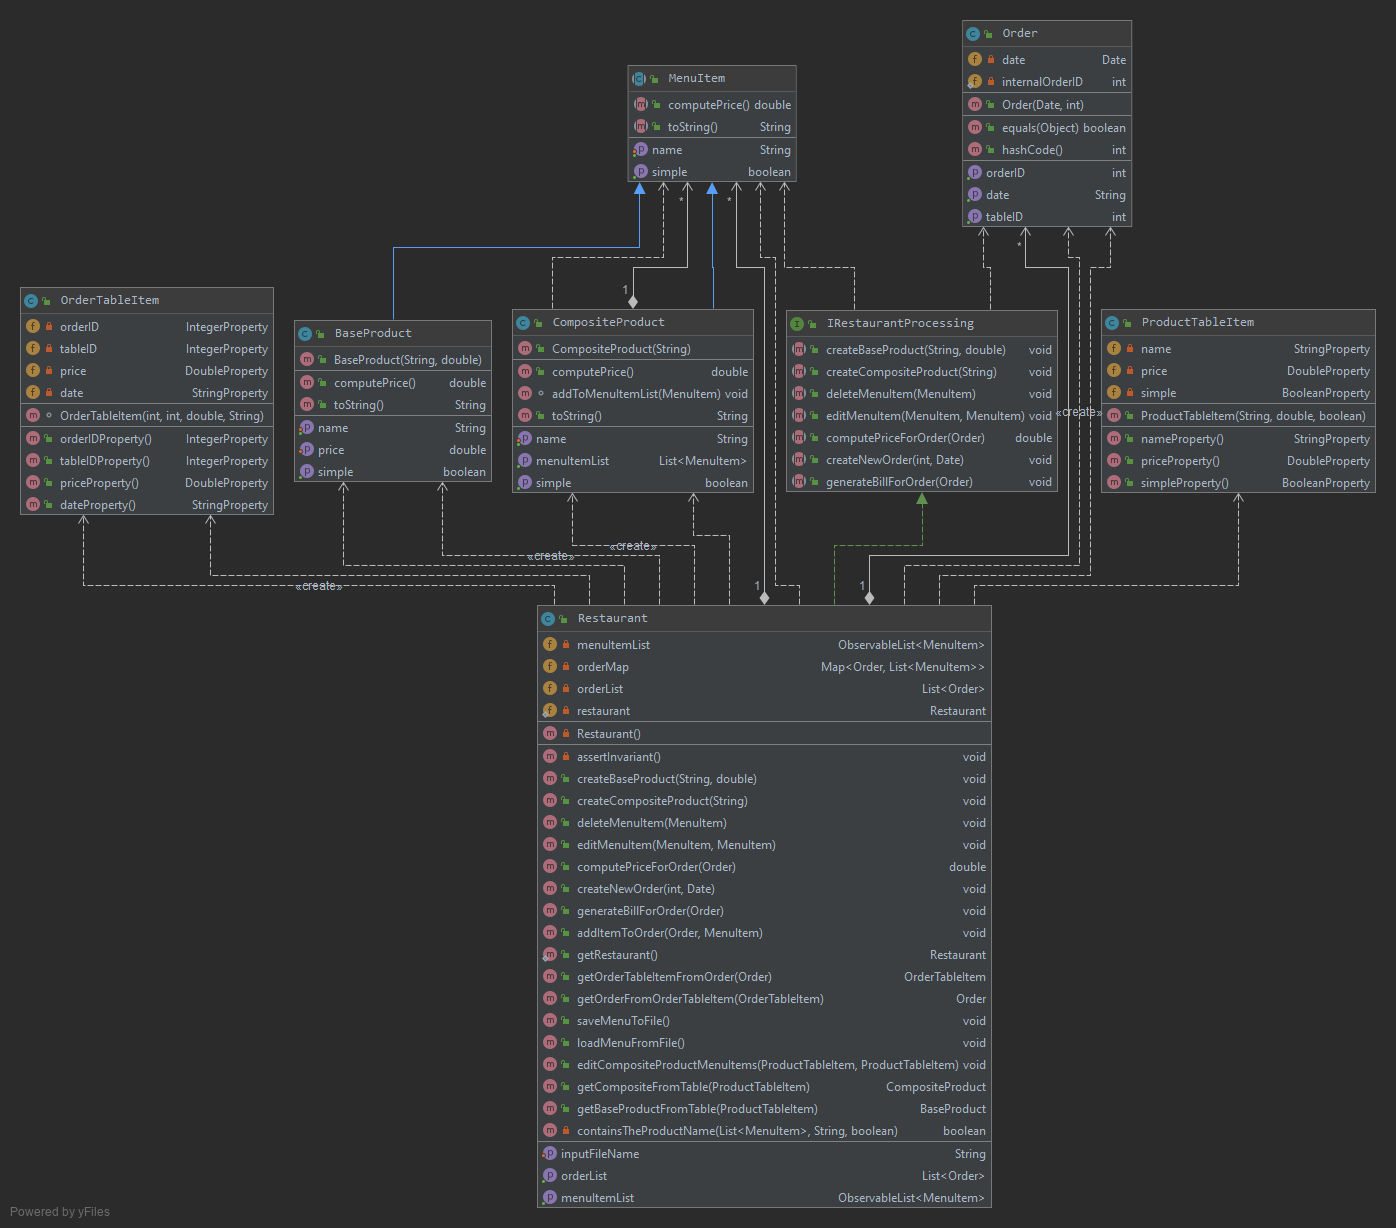 Order
date Date
internalOrderID int
Order(Date, int)
equals(Object) boolean
hashCode() int
orderID int
date String
tableID int
MenuItem
computePrice() double
toString() String
name String
simple boolean
*
*
*
1
OrderTableItem
orderID IntegerProperty
tableID IntegerProperty
price DoubleProperty
date StringProperty
OrderTableItem(int, int, double, String)
orderIDProperty() IntegerProperty
tableIDProperty() IntegerProperty
priceProperty() DoubleProperty
dateProperty() StringProperty
BaseProduct
BaseProduct(String, double)
computePrice() double
toString() String
name String
price double
simple boolean
CompositeProduct
CompositeProduct(String)
computePrice() double
addToMenuItemList(MenuItem) void
toString() String
name String
menuItemList List<MenuItem>
simple boolean
IRestaurantProcessing
createBaseProduct(String, double) void
createCompositeProduct(String) void
deleteMenuItem(MenuItem) void
editMenuItem(MenuItem, MenuItem) void
computePriceForOrder(Order) double
createNewOrder(int, Date) void
generateBillForOrder(Order) void
«create»
ProductTableItem
name StringProperty
price DoubleProperty
simple BooleanProperty
ProductTableItem(String, double, boolean)
nameProperty() StringProperty
priceProperty() DoubleProperty
simpleProperty() BooleanProperty
«create»
«create»
«create»
1
1
Restaurant
menuItemList ObservableList<MenuItem>
orderMap Map<Order, List<MenuItem>>
orderList List<Order>
restaurant Restaurant
Restaurant()
assertInvariant() void
createBaseProduct(String, double) void
createCompositeProduct(String) void
deleteMenuItem(MenuItem) void
editMenuItem(MenuItem, MenuItem) void
computePriceForOrder(Order) double
createNewOrder(int, Date) void
generateBillForOrder(Order) void
addItemToOrder(Order, MenuItem) void
getRestaurant() Restaurant
getOrderTableItemFromOrder(Order) OrderTableItem
getOrderFromOrderTableItem(OrderTableItem) Order
saveMenuToFile() void
loadMenuFromFile() void
editCompositeProductMenuItems(ProductTableItem, ProductTableItem) void
getCompositeFromTable(ProductTableItem) CompositeProduct
getBaseProductFromTable(ProductTableItem) BaseProduct
containsTheProductName(List<MenuItem>, String, boolean) boolean
inputFileName String
orderList List<Order>
menuItemList ObservableList<MenuItem>
Powered by yFiles